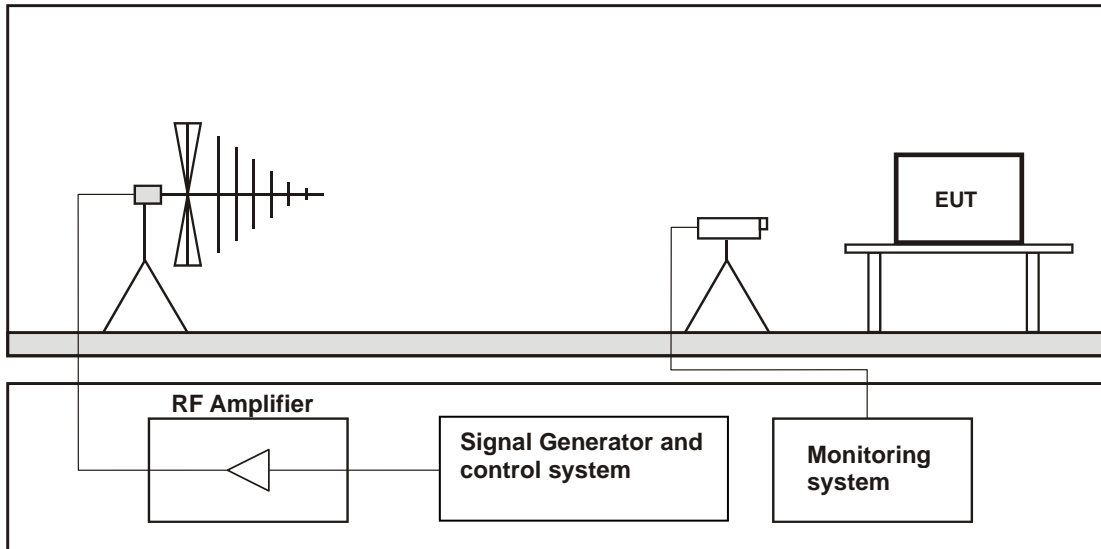 EUT
RF Amplifier
Signal Generator and
control system
Monitoring
system